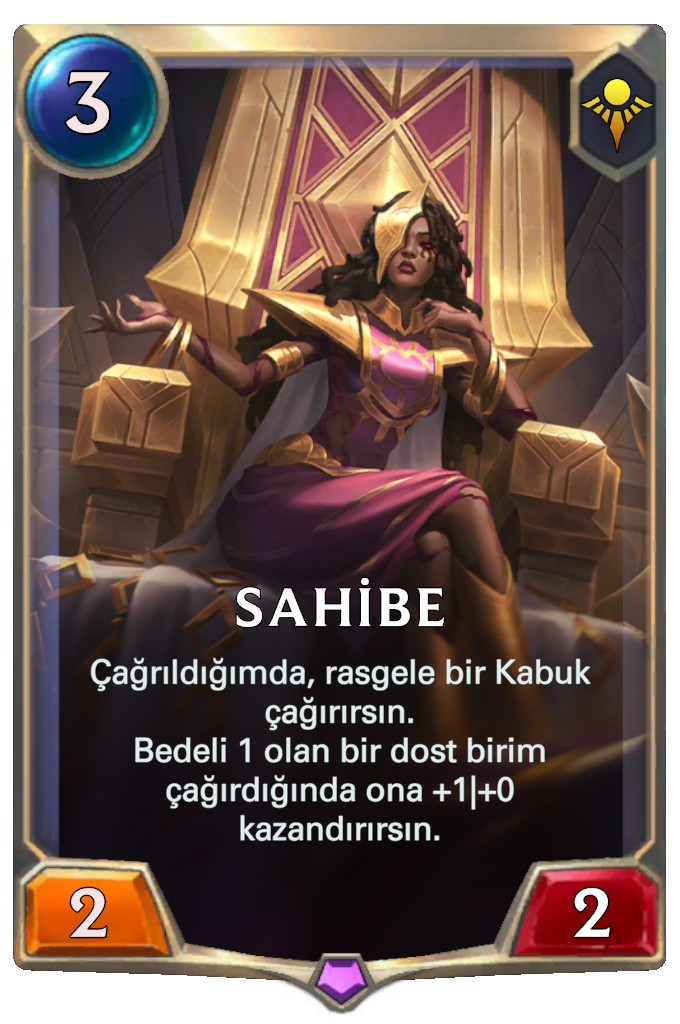 3
SAHİBE
Çağrıldığımda, rasgele bir Kabuk
çağırırsın.
Bedeli 1 olan bir dost birim
çağırdığında ona +1|+0
kazandırırsın.
2
2